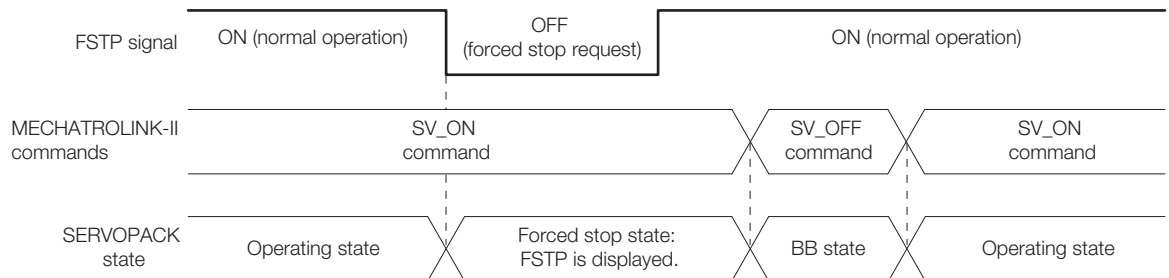 FSTP signal
ON (normal operation)
OFF
(forced stop request)
ON (normal operation)
MECHATROLINK-II
commands
SV_ON
command
SV_OFF
command
SV_ON
command
SERVOPACK
state
Operating state
Forced stop state:
FSTP is displayed.
BB state
Operating state